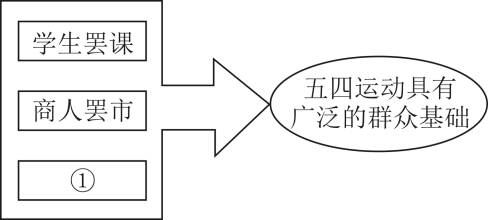 学生罢课
商人罢市
①
五四运动具有
广泛的群众基础